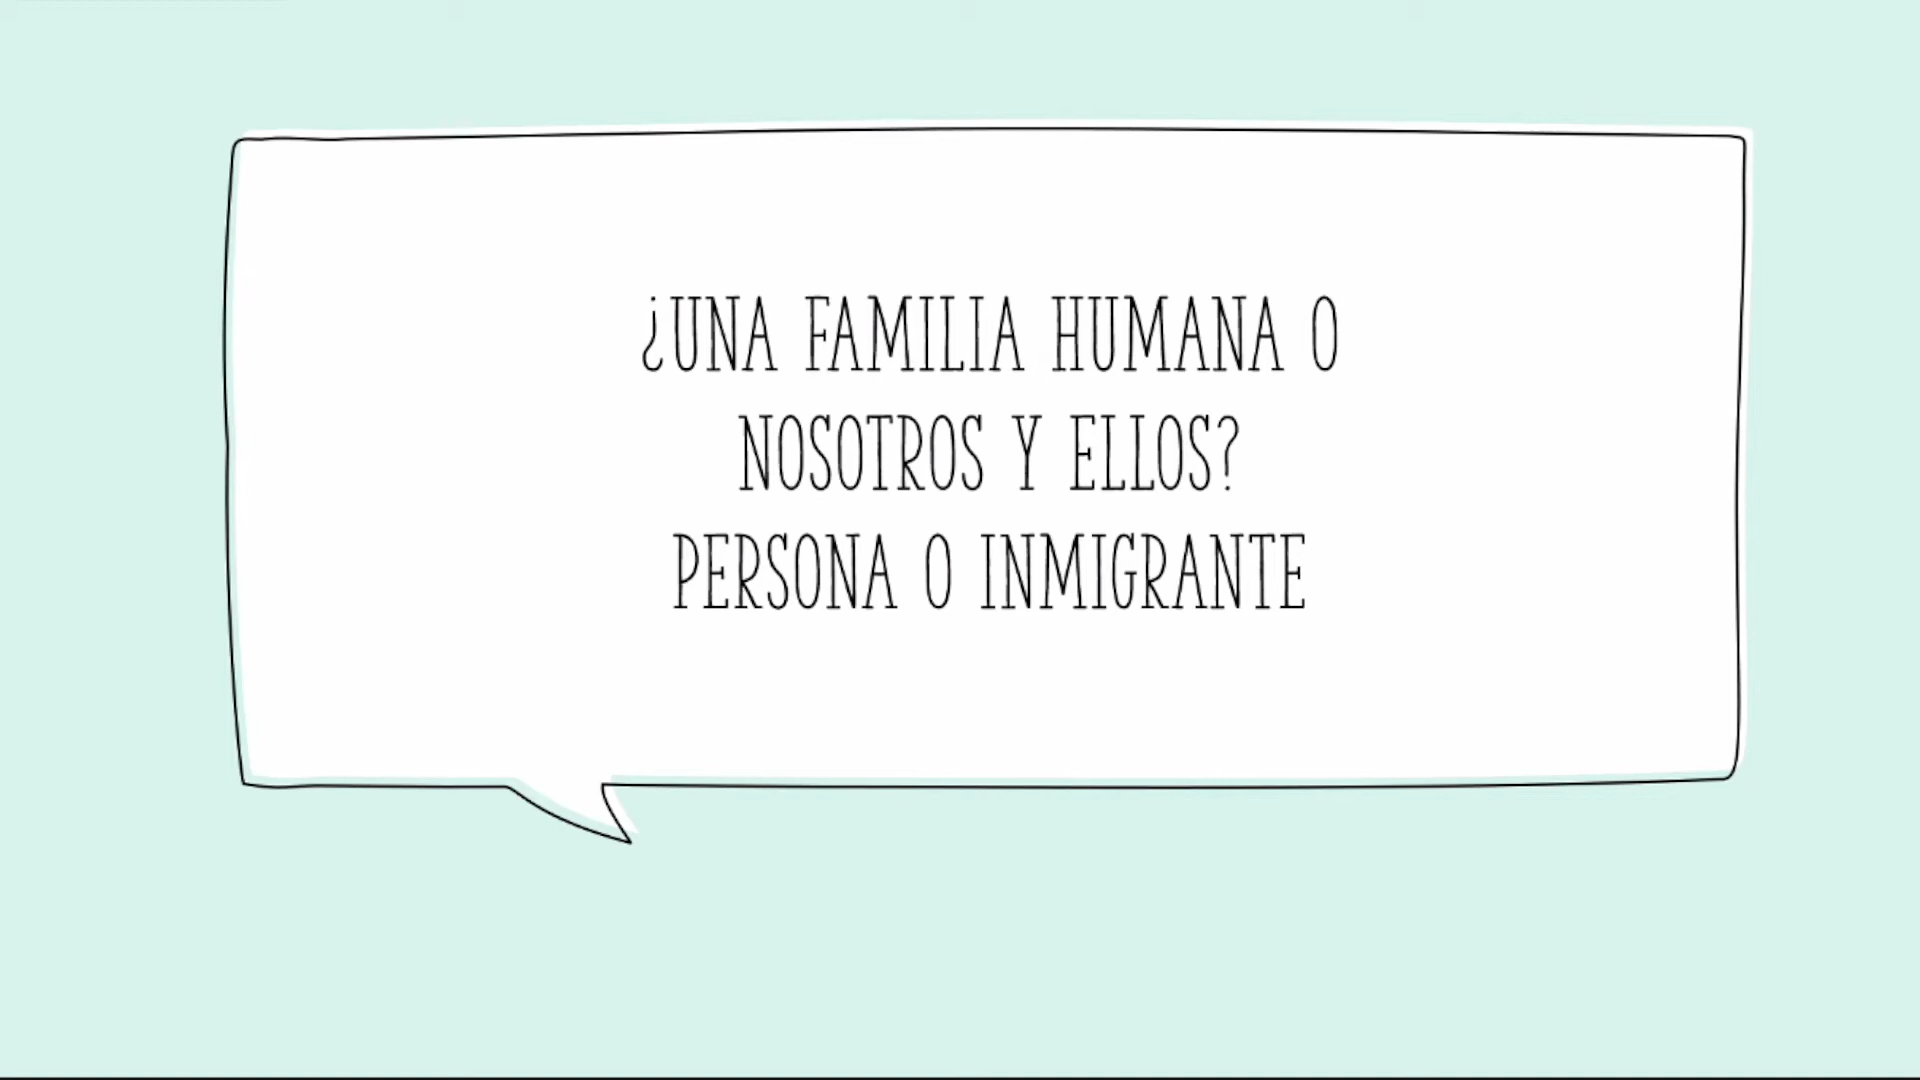 ¿UNA FAMILIA HUMANA O
NOSOTROS Y ELLOS?
PERSONA O INMIGRANTE